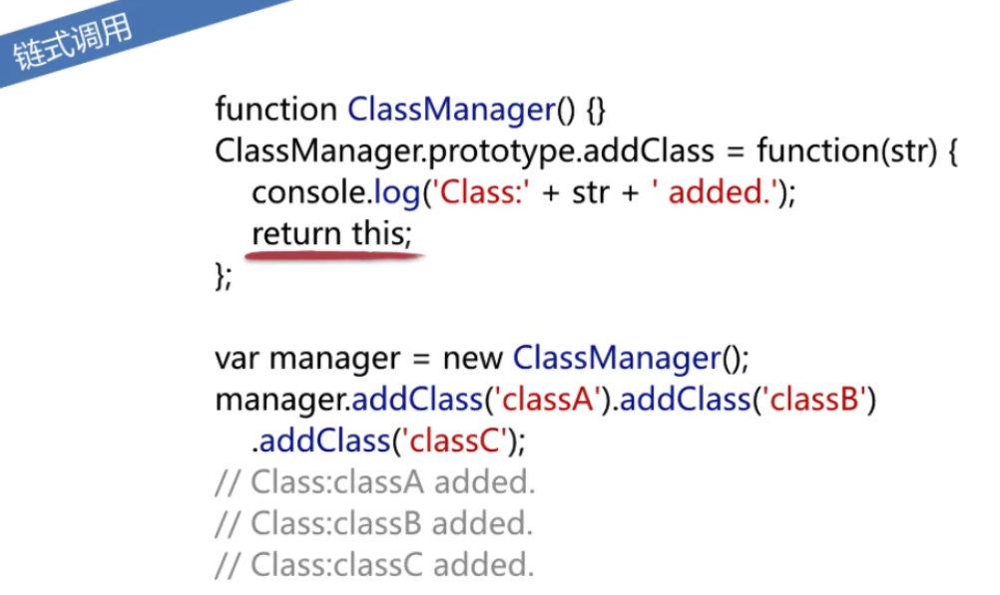 链式调用
function ClassManager() {}
ClassManager.prototype.addClass = function(str) {
console.log('Class:' + str + ' added.');
return this;
};
var manager = new ClassManager();
manager.addClass('classA').addClass('classB')
.addClass('classC');
// Class:classA added.
// Class:classB added.
// Class:classC added.